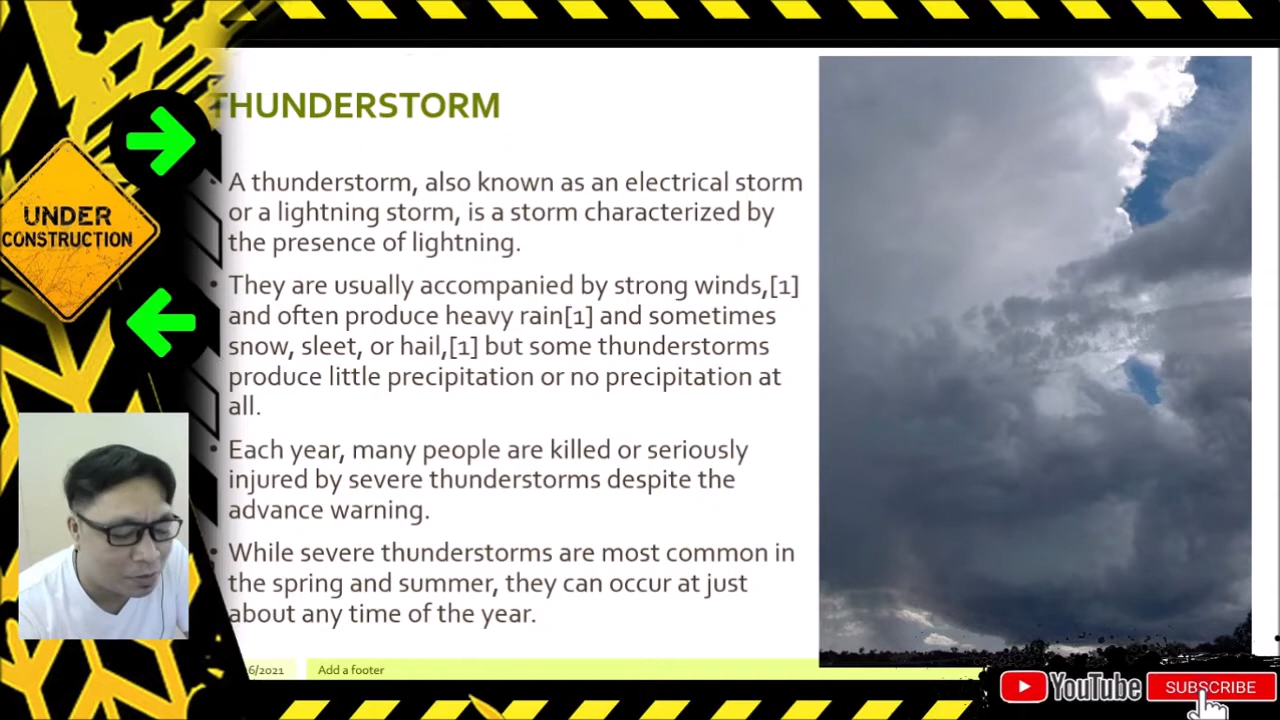 THUNDERSTORM
UNDER
CONSTRUCTION
• A thunderstorm, also known as an electrical storm
or a lightning storm, is a storm characterized by
the presence of lightning.
• They are usually accompanied by strong winds,[1]
and often produce heavy rain[1] and sometimes
snow, sleet, or hail,[1] but some thunderstorms
produce little precipitation or no precipitation at
all.
• Each year, many people are killed or seriously
injured by severe thunderstorms despite the
advance warning.
• While severe thunderstorms are most common in
the spring and summer, they can occur at just
about any time of the year.
6/2021
Add a footer
YouTube
SUBSCRIBE